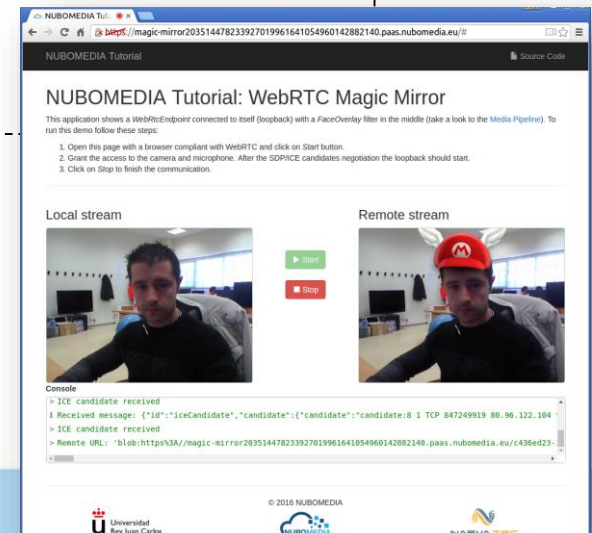 NUBOMEDIA Tut
https://magic-mirror20351447823392701996164105496014288​2140.paas.nubomedia.eu/#
NUBOMEDIA Tutorial
Source Code
NUBOMEDIA Tutorial: WebRTC Magic Mirror
This application shows a WebRtcEndpoint connected to itself (loopback) with a FaceOverlay filter in the middle (take a look to the Media Pipeline). To
run this demo follow these steps:
1. Open this page with a browser compliant with WebRTC and click on Start button.
2. Grant the access to the camera and microphone. After the SDP/ICE candidates negotiation the loopback should start.
3. Click on Stop to finish the communication.
Local stream
Remote stream
M
Start
Stop
Console
> ICE candidate received
Received message: {"id":"iceCandidate","candidate":{"candidate":"candidate:8 1 TCP 847249919 80.96.122.104
> ICE candidate received
> Remote URL: 'blob:https%3A//magic-mirror203514478233927019961641054960142882140.paas.nubomedia.eu/c436ed23-
© 2016 NUBOMEDIA
Universidad
Rey Juan Carlos
NUBOMEDIA